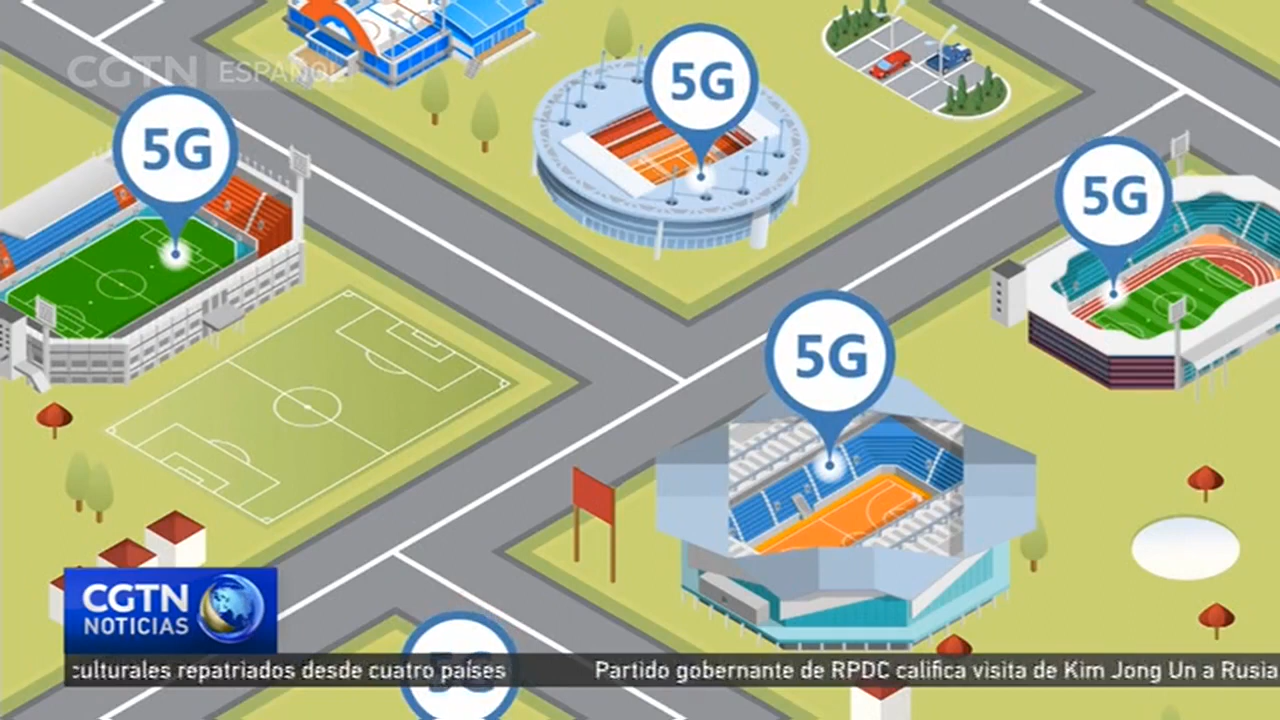 CGTN ESPAÑOL
5G
5G
5G
5G
5G
CGTN
NOTICIAS
culturales repatriados desde cuatro países
Partido gobernante de RPDC califica visita de Kim Jong Un a Rusia